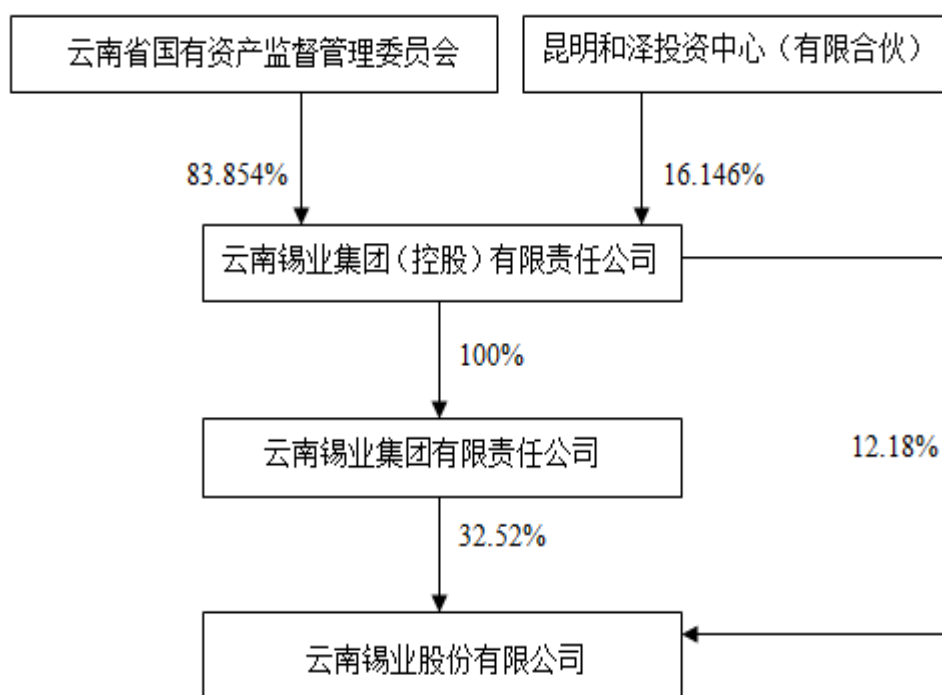 云南省国有资产监督管理委员会
昆明和泽投资中心（有限合伙）
83.854%
16.146%
云南锡业集团（控股）有限责任公司
100%
云南锡业集团有限责任公司
12.18%
32.52%
云南锡业股份有限公司